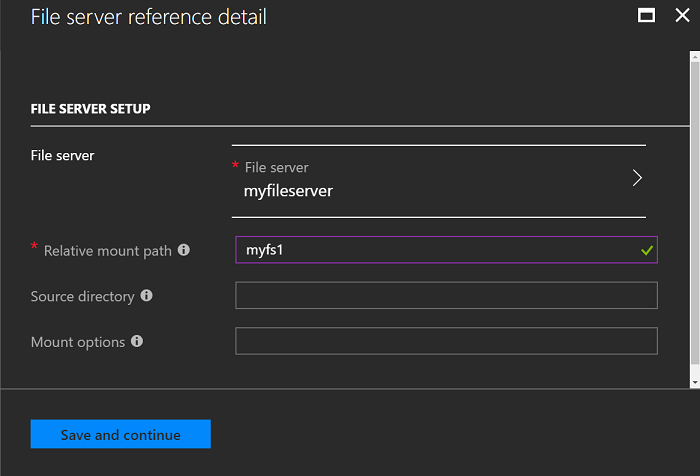 File server reference detail
FILE SERVER SETUP
File server
* File server
myfileserver
* Relative mount path
myfs1
Source directory
Mount options
Save and continue